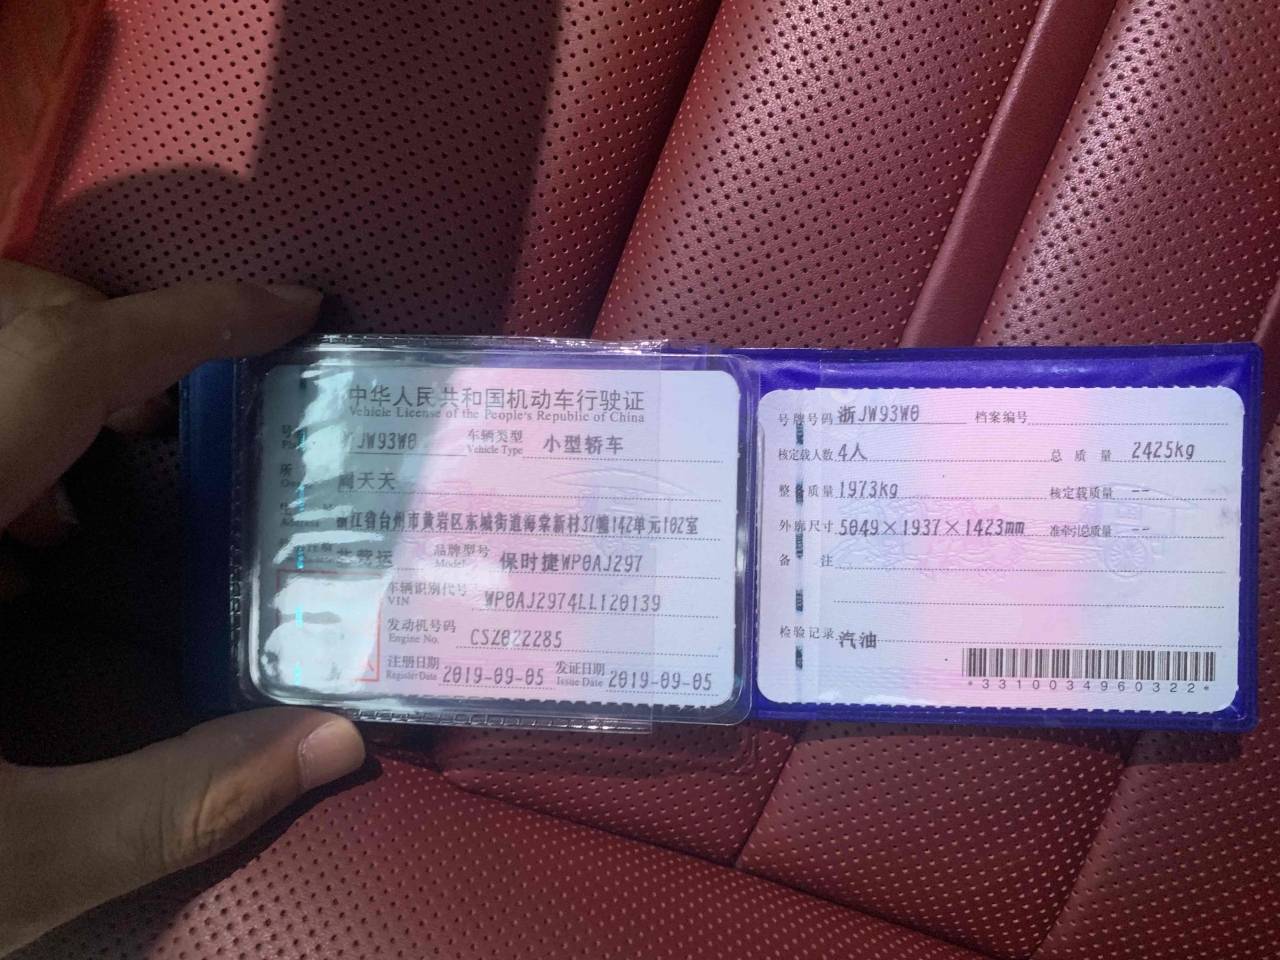 中华人民共和国机动车行驶证
Vehicle License of the People's Republic of China
JW93W0 车辆类型 小型轿车
Vehicle Type
天天
Address 江省台州市黄岩区东城街道海棠新村37幢142单元102室
营运 品牌型号 保时捷WP0AJ297
Model
车辆识别代号 WP0AJ2974LL120139
VIN
发动机号码 CSZ022285
Engine No.
注册日期 2019-09-05 发证日期 2019-09-05
Register Date Issue Date
号牌号码 浙JW93W0 档案编号
核定载人数 4人 总质量 2425kg
整备质量 1973kg 核定载质量 --
外廓尺寸 5049×1937×1423mm 准牵引总质量 --
备注
检验记录 汽油
*3310034960322*